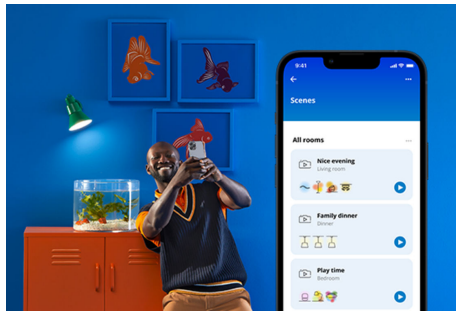 9:41
Scenes
All rooms
Nice evening
Living room
Family dinner
Dinner
Play time
Bedroom